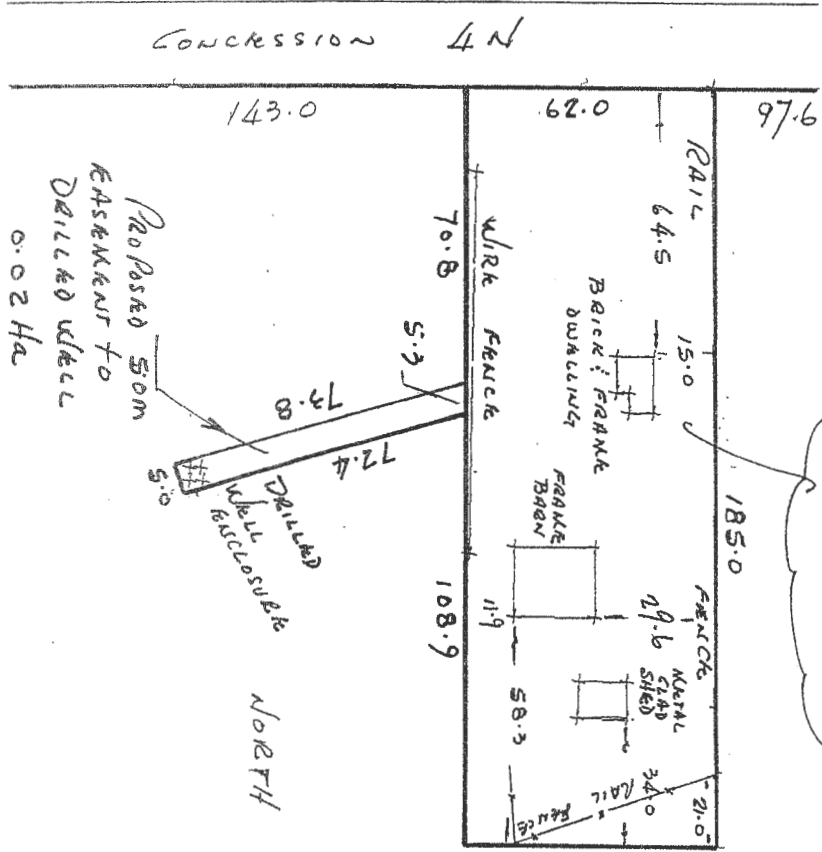 CONCESSION 4N
143.0
62.0
97.6
RAIL
64.5
15.0
185.0
FENCE
WIRE FENCE
70.8
5.3
108.9
BRICK & FRAME
DWELLING
FRAME
BARN
11.9
29.6
METAL
CLAD
SHED
58.3
34.0
21.0
RAIL
FENCE
PROPOSED 5.0m
EASEMENT to
DRILLED WELL
0.02 Ha
73.8
72.4
5.0
DRILLED
WELL
ENCLOSURE
NORTH